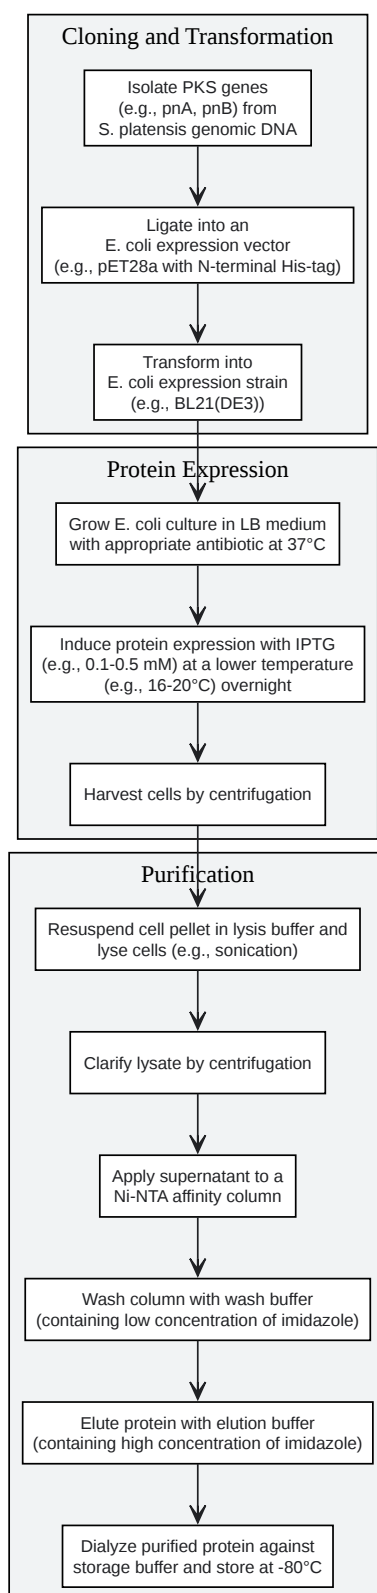 Cloning and Transformation
Isolate PKS genes
(e.g., pnA, pnB) from
S. platensis genomic DNA
Ligate into an
E. coli expression vector
(e.g., pET28a with N-terminal His-tag)
Transform into
E. coli expression strain
(e.g., BL21(DE3))
Protein Expression
Grow E. coli culture in LB medium
with appropriate antibiotic at 37°C
Induce protein expression with IPTG
(e.g., 0.1-0.5 mM) at a lower temperature
(e.g., 16-20°C) overnight
Harvest cells by centrifugation
Purification
Resuspend cell pellet in lysis buffer and
lyse cells (e.g., sonication)
Clarify lysate by centrifugation
Apply supernatant to a
Ni-NTA affinity column
Wash column with wash buffer
(containing low concentration of imidazole)
Elute protein with elution buffer
(containing high concentration of imidazole)
Dialyze purified protein against
storage buffer and store at -80°C